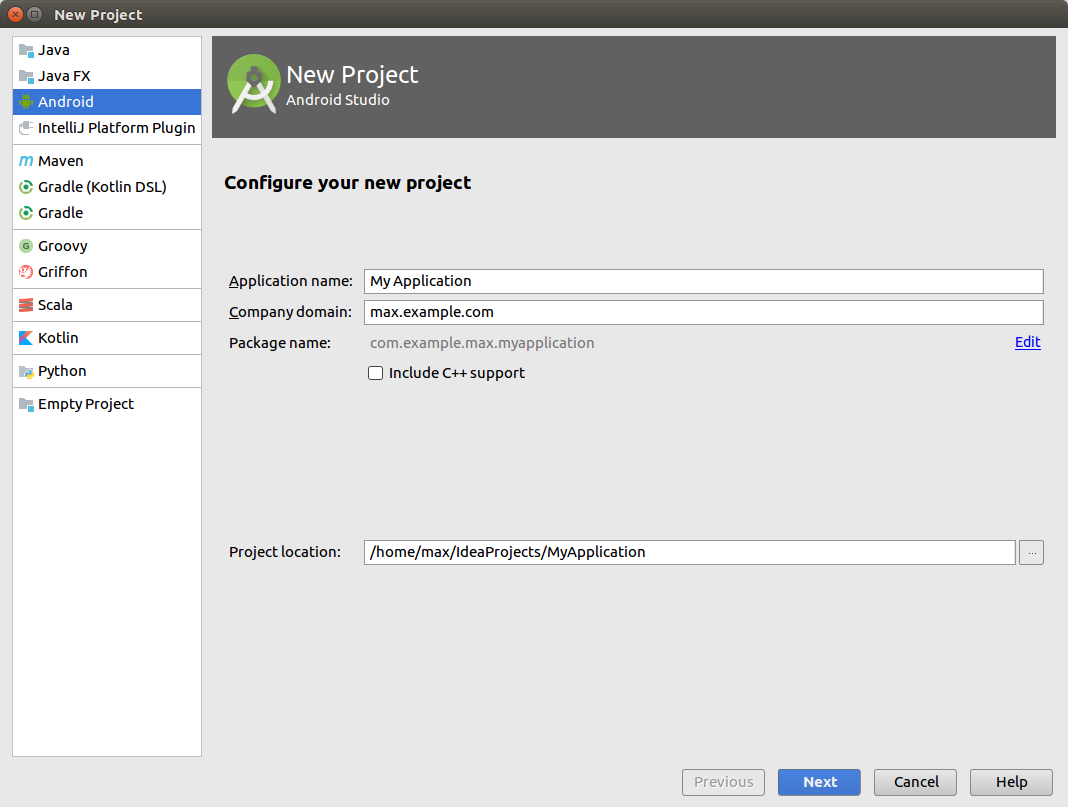 New Project
Java
Java FX
Android
IntelliJ Platform Plugin
Maven
Gradle (Kotlin DSL)
Gradle
Groovy
Griffon
Scala
Kotlin
Python
Empty Project
New Project
Android Studio
Configure your new project
Application name: My Application
Company domain: max.example.com
Package name: com.example.max.myapplication Edit
Include C++ support
Project location: /home/max/IdeaProjects/MyApplication ...
Previous Next Cancel Help